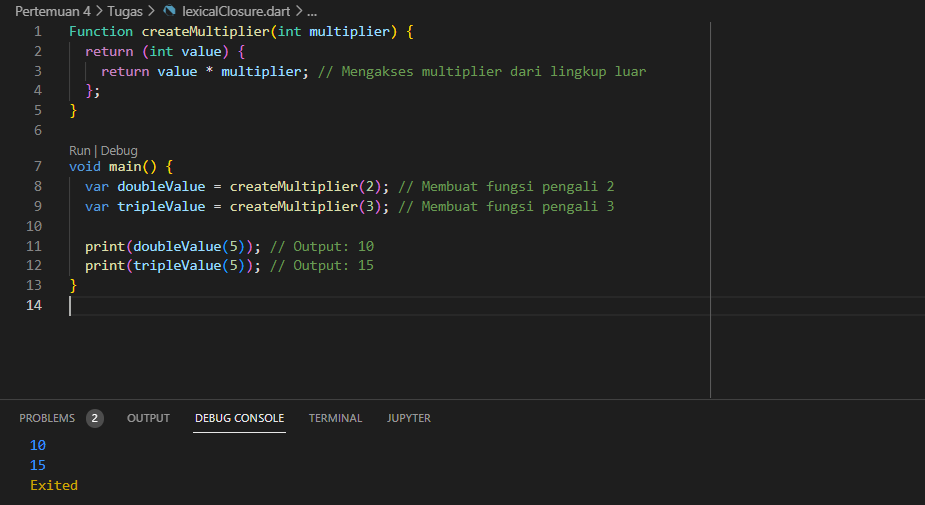 Pertemuan 4 > Tugas > lexicalClosure.dart > ...
1 Function createMultiplier(int multiplier) {
2 return (int value) {
3 return value * multiplier; // Mengakses multiplier dari lingkup luar
4 };
5 }
6
Run | Debug
7 void main() {
8 var doubleValue = createMultiplier(2); // Membuat fungsi pengali 2
9 var tripleValue = createMultiplier(3); // Membuat fungsi pengali 3
10
11 print(doubleValue(5)); // Output: 10
12 print(tripleValue(5)); // Output: 15
13 }
14
PROBLEMS 2 OUTPUT DEBUG CONSOLE TERMINAL JUPYTER
10
15
Exited